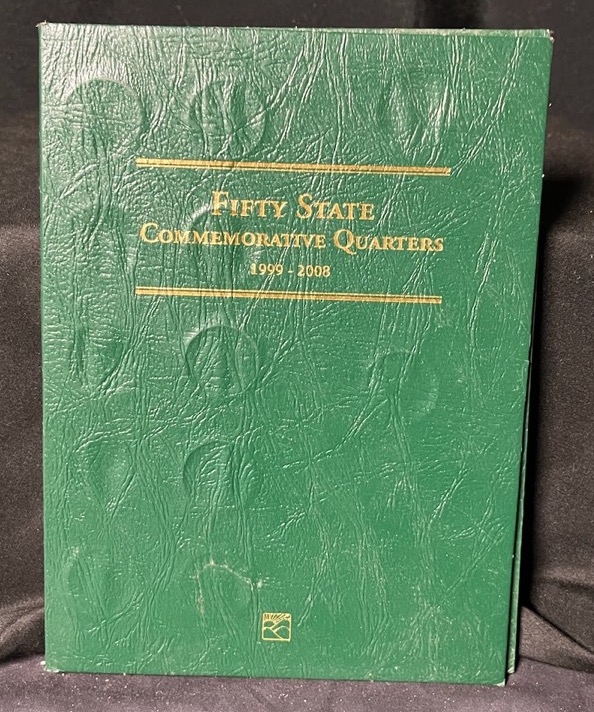 Fifty State
Commemorative Quarters
1999 - 2008